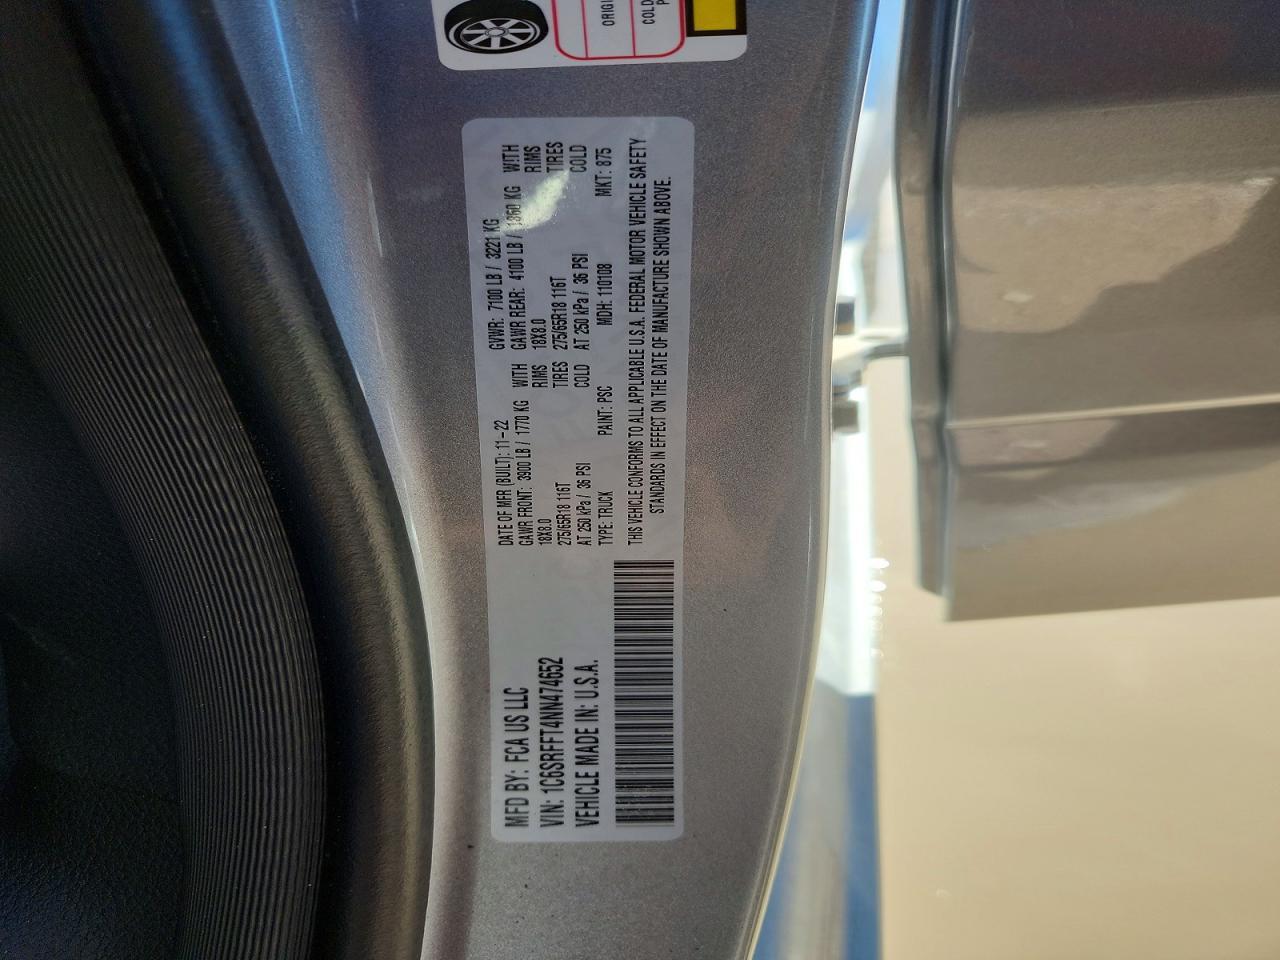 ORIGI
COLD
P
MFD BY: FCA US LLC
VIN: 1C6SRFFT4NN474652
VEHICLE MADE IN: U.S.A.
DATE OF MFR (BUILT): 11-22 GVWR: 7100 LB / 3221 KG
GAWR FRONT: 3900 LB / 1770 KG WITH GAWR REAR: 4100 LB / 1860 KG WITH
18X8.0 RIMS 18X8.0 RIMS
275/65R18 116T TIRES 275/65R18 116T TIRES
AT 250 kPa / 36 PSI COLD AT 250 kPa / 36 PSI COLD
TYPE: TRUCK PAINT: PSC MDH: 110108 MKT: 875
THIS VEHICLE CONFORMS TO ALL APPLICABLE U.S.A. FEDERAL MOTOR VEHICLE SAFETY
STANDARDS IN EFFECT ON THE DATE OF MANUFACTURE SHOWN ABOVE.